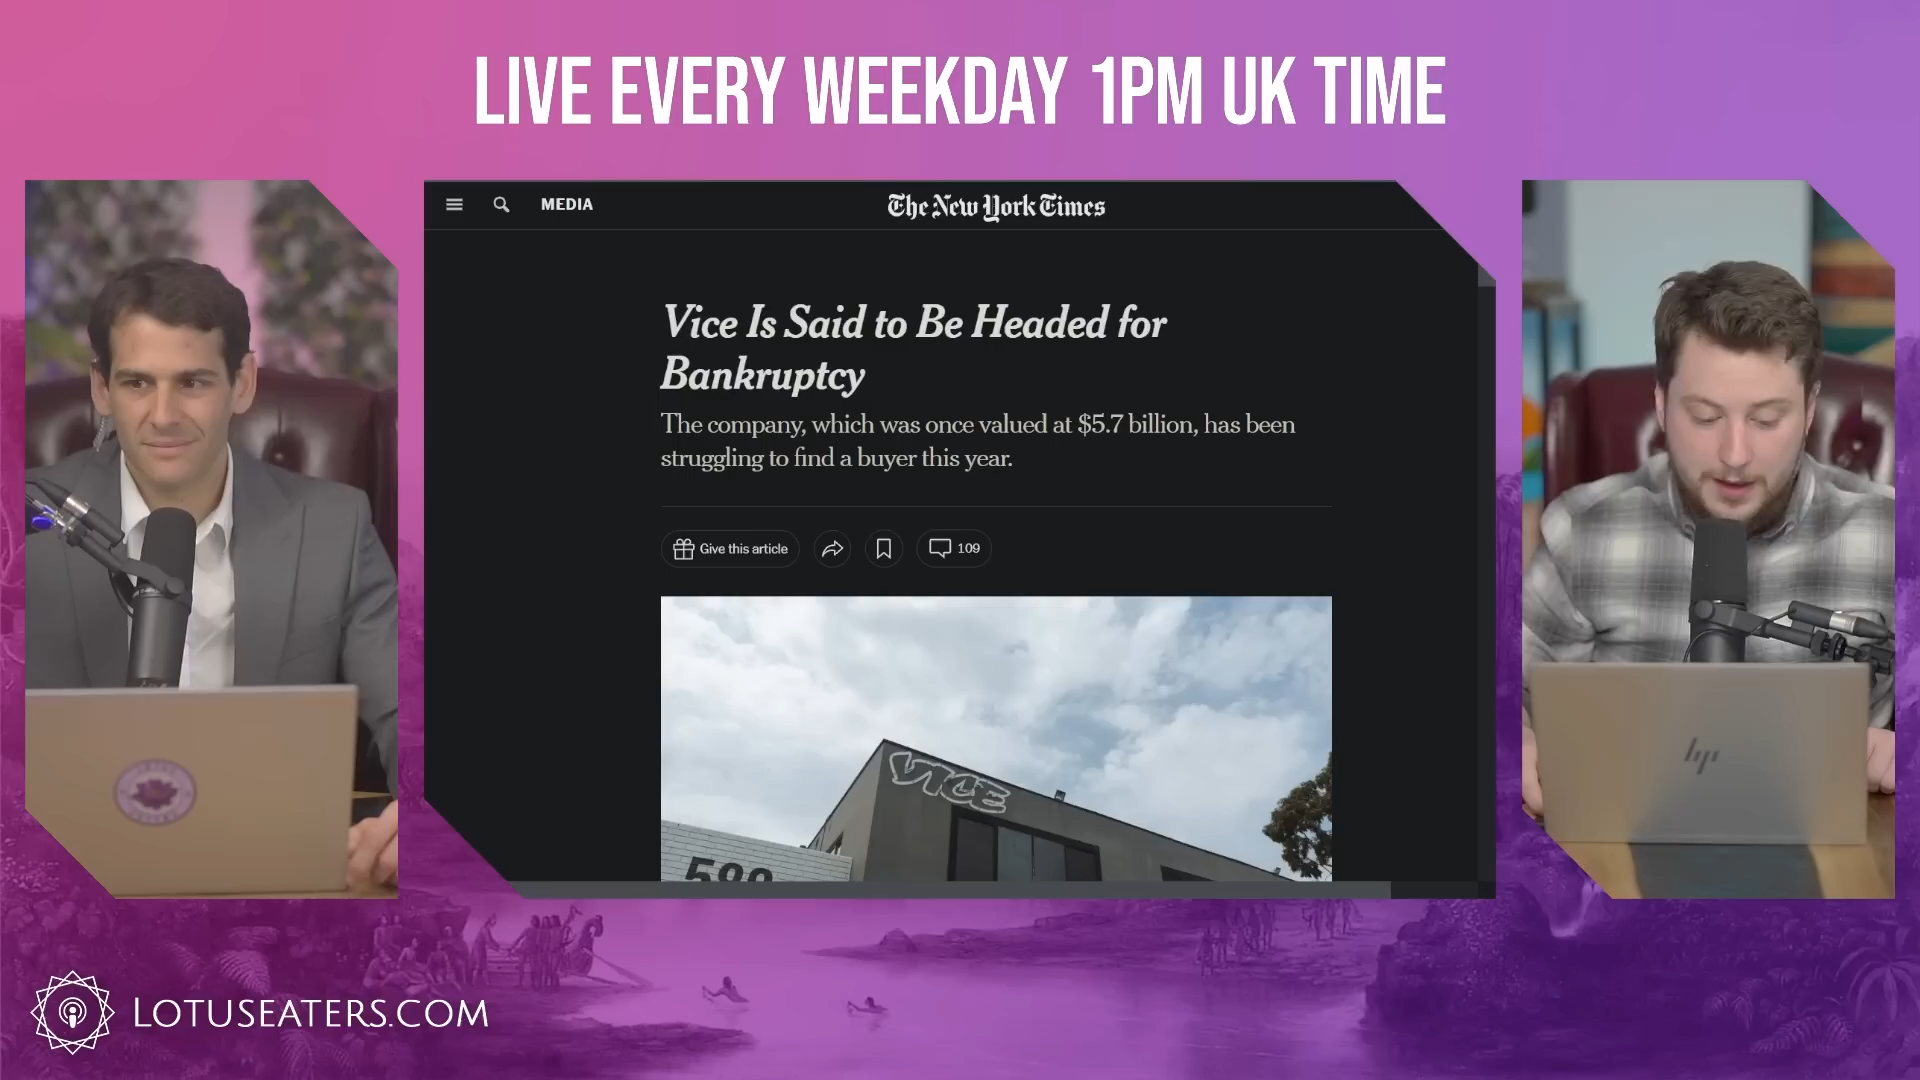 LIVE EVERY WEEKDAY 1PM UK TIME
MEDIA
The New York Times
Vice Is Said to Be Headed for
Bankruptcy
The company, which was once valued at $5.7 billion, has been
struggling to find a buyer this year.
Give this article
109
VICE
589
hp
LOTUSEATERS.COM